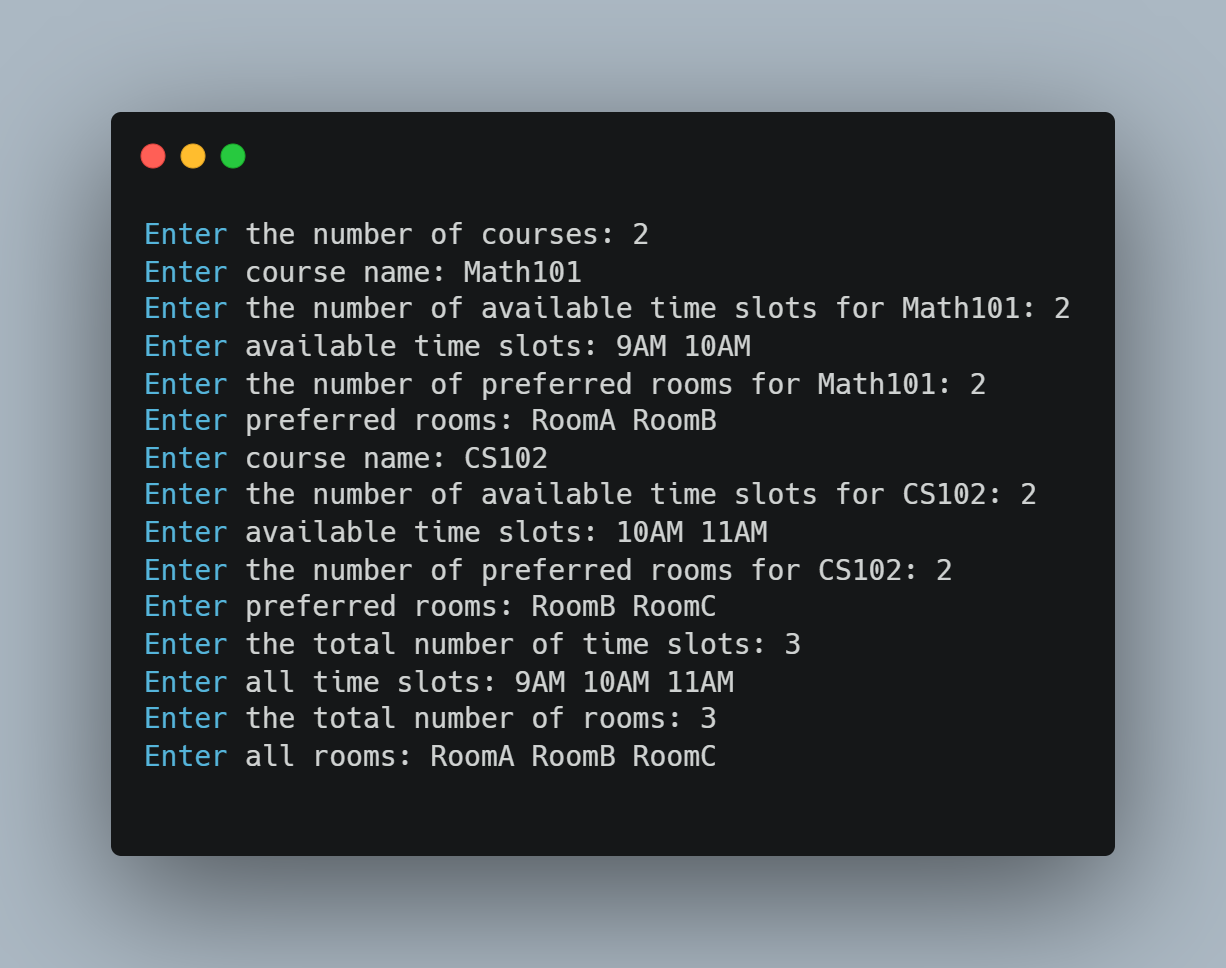 Enter the number of courses: 2
Enter course name: Math101
Enter the number of available time slots for Math101: 2
Enter available time slots: 9AM 10AM
Enter the number of preferred rooms for Math101: 2
Enter preferred rooms: RoomA RoomB
Enter course name: CS102
Enter the number of available time slots for CS102: 2
Enter available time slots: 10AM 11AM
Enter the number of preferred rooms for CS102: 2
Enter preferred rooms: RoomB RoomC
Enter the total number of time slots: 3
Enter all time slots: 9AM 10AM 11AM
Enter the total number of rooms: 3
Enter all rooms: RoomA RoomB RoomC